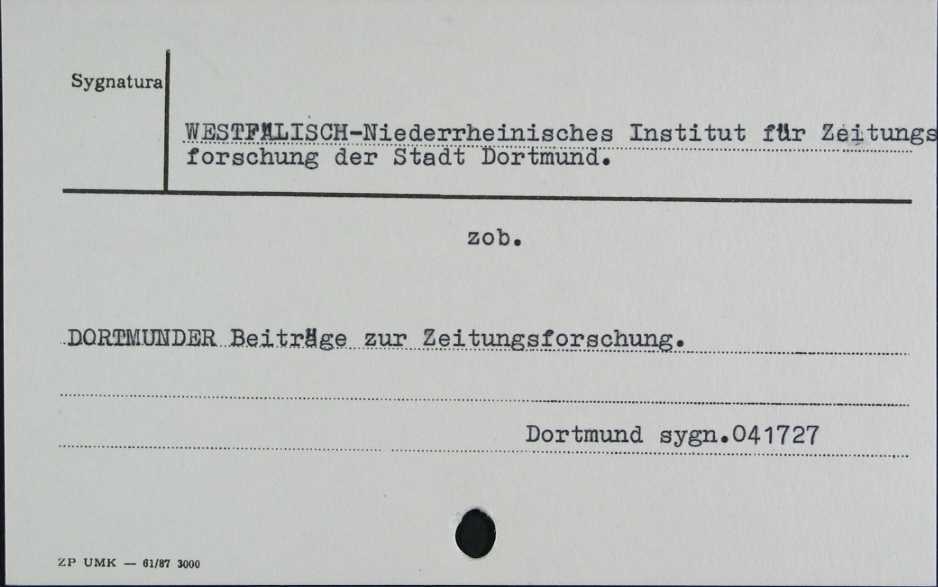 Sygnatura
WESTFÄLISCH-Niederrheinisches Institut für Zeitungs
forschung der Stadt Dortmund.
zob.
DORTMUNDER Beiträge zur Zeitungsforschung.
Dortmund sygn.041727
ZP UMK — 61/87 3000